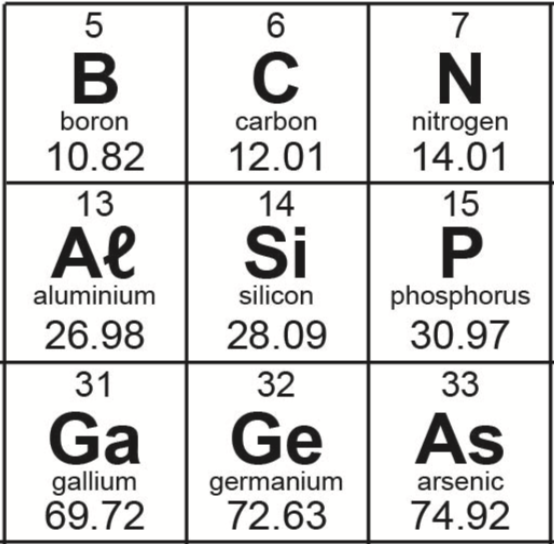 5 6 7
B C N
boron carbon nitrogen
10.82 12.01 14.01
13 14 15
Aℓ Si P
aluminium silicon phosphorus
26.98 28.09 30.97
31 32 33
Ga Ge As
gallium germanium arsenic
69.72 72.63 74.92